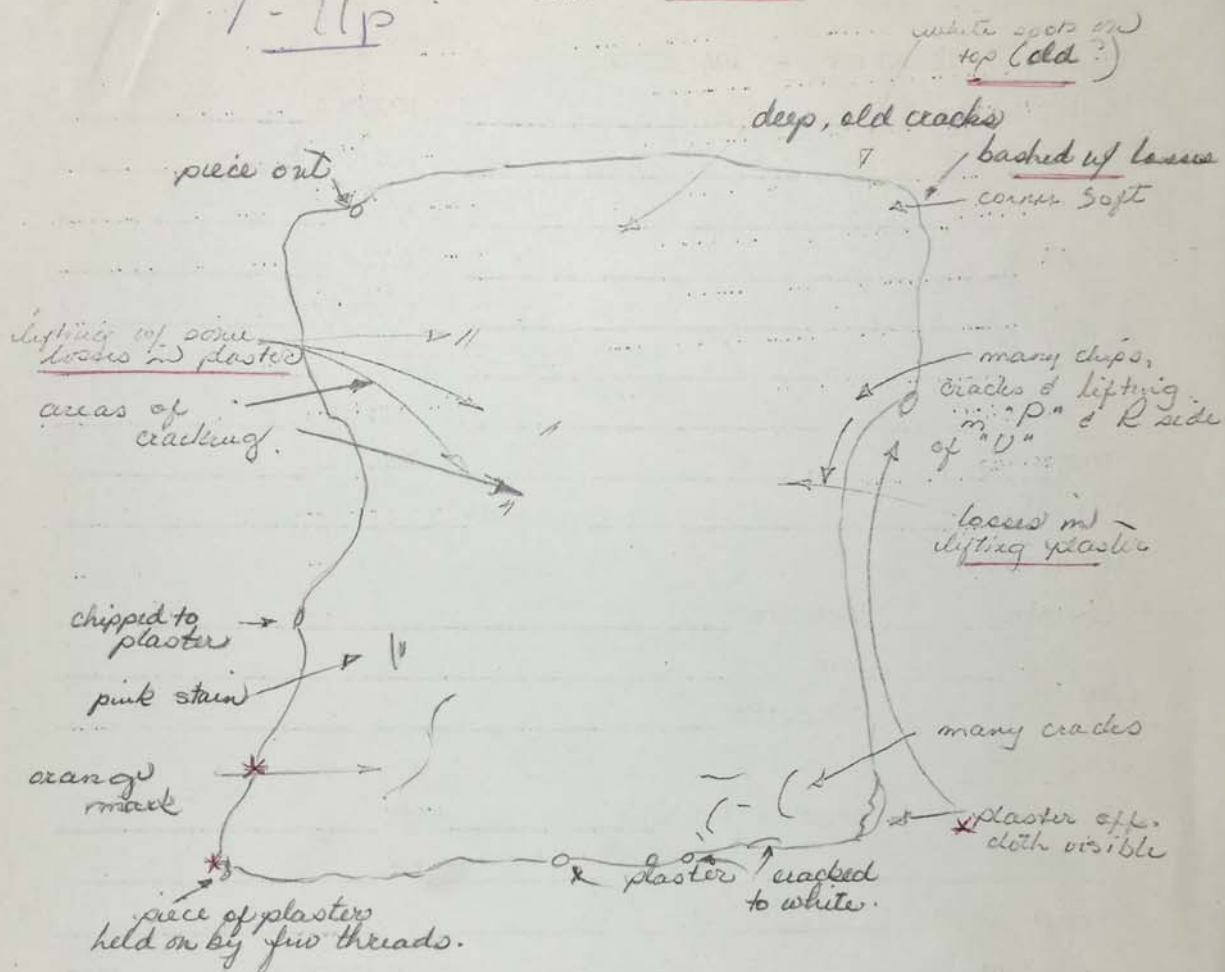 white spots on
top (old?)
deep, old cracks
piece out
bashed w/ losses
corner soft
lifting w/ some
losses in plaster
many chips,
cracks & lifting
in "P" & R side
of "U"
areas of
cracking.
losses in
lifting plaster
chipped to
plaster
pink stain
many cracks
orange
mark
plaster off.
cloth visible
plaster
cracked
to white.
piece of plaster
held on by few threads.